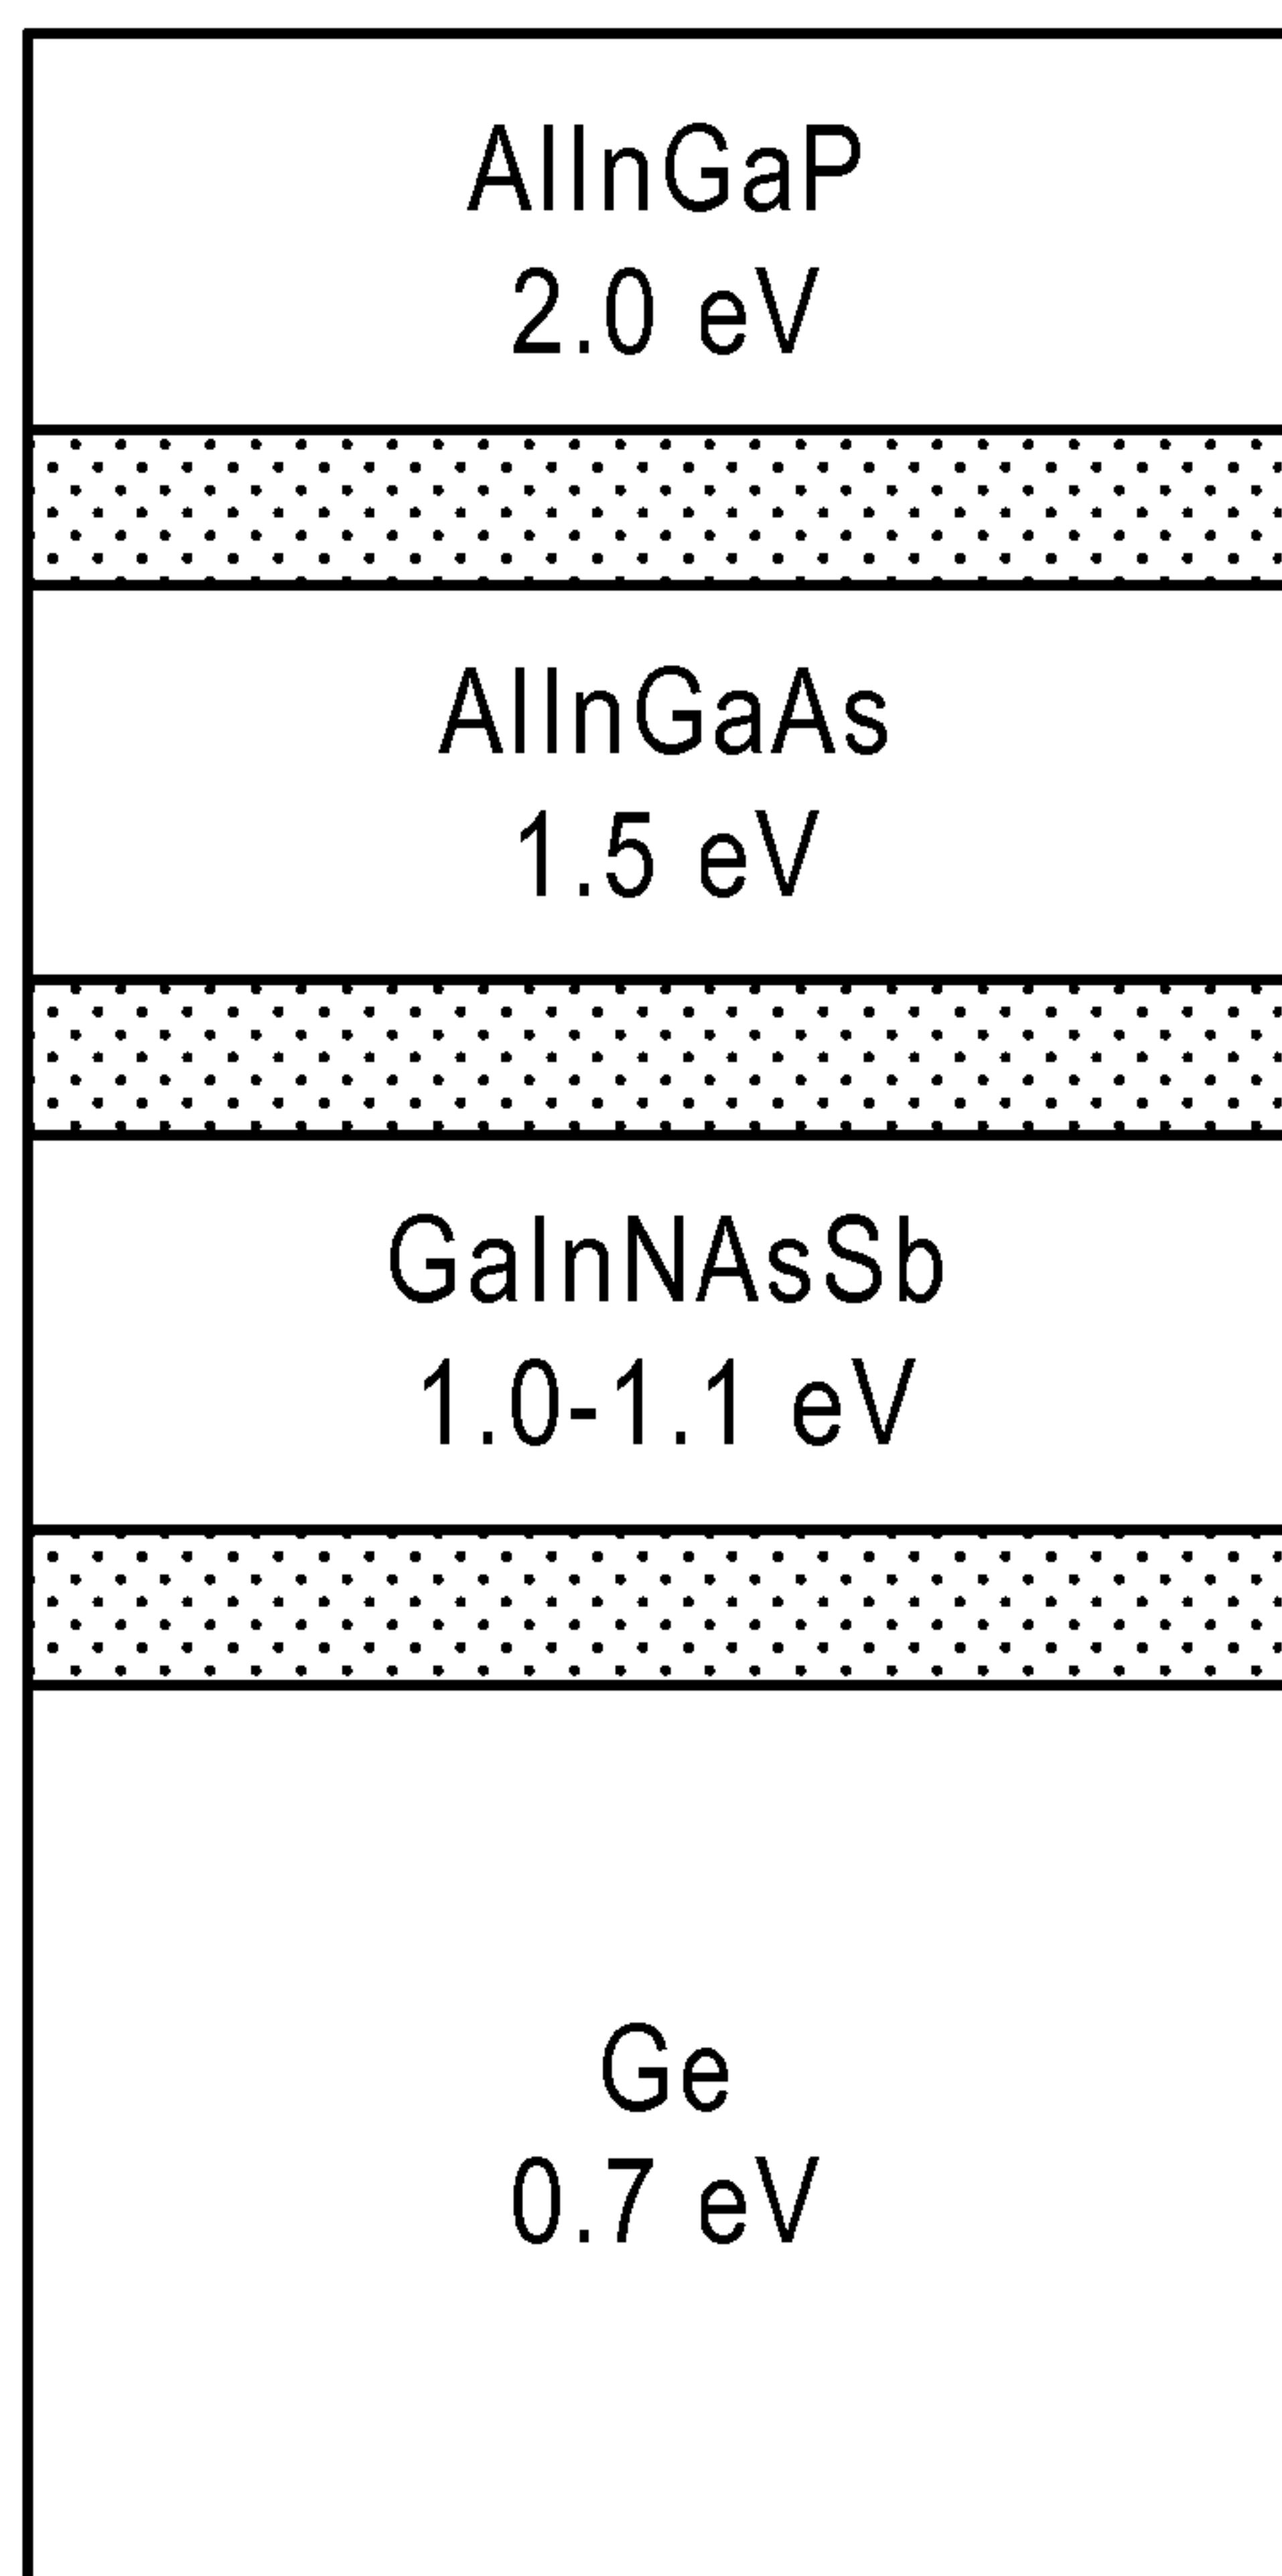 AlInGaP
2.0 eV
AlInGaAs
1.5 eV
GaInNAsSb
1.0-1.1 eV
Ge
0.7 eV